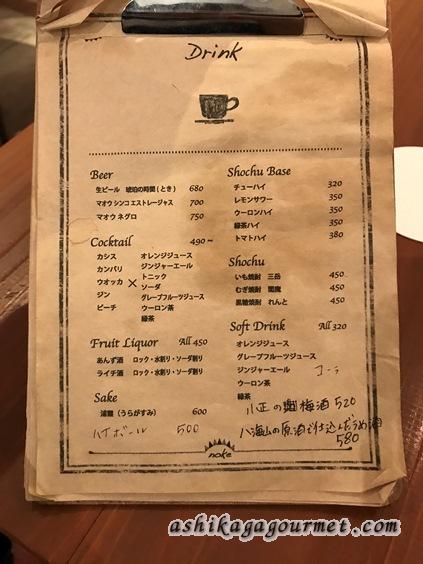 Drink
Beer
生ビール 琥珀の時間(とき) 680
マオウ シンコ エストレージャス 700
マオウ ネグロ 750
Cocktail 490~
カシス オレンジジュース
カンパリ ジンジャーエール
ウオッカ × トニック
ソーダ
ジン グレープフルーツジュース
ピーチ ウーロン茶
緑茶
Fruit Liquor All 450
あんず酒 ロック・水割り・ソーダ割り
ライチ酒 ロック・水割り・ソーダ割り
Sake
浦霞(うらがすみ) 600
ハイボール 500
Shochu Base
チューハイ 320
レモンサワー 350
ウーロンハイ 350
緑茶ハイ 350
トマトハイ 380
Shochu
いも焼酎 三岳 450
むぎ焼酎 閻魔 450
黒糖焼酎 れんと 450
Soft Drink All 320
オレンジジュース
グレープフルーツジュース
ジンジャーエール コーラ
ウーロン茶
緑茶
小正の 梅酒 520
八海山の原酒で仕込んだうめ酒
580
noke
ashikagagourmet.com